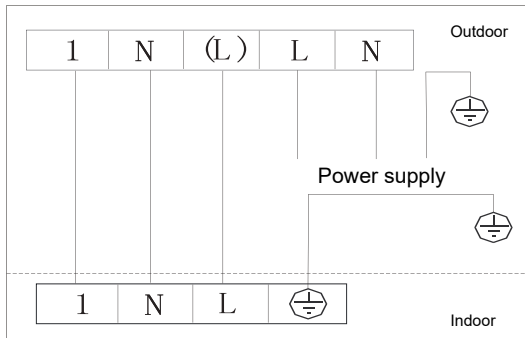 Outdoor
1 N (L) L N
Power supply
1 N L
Indoor